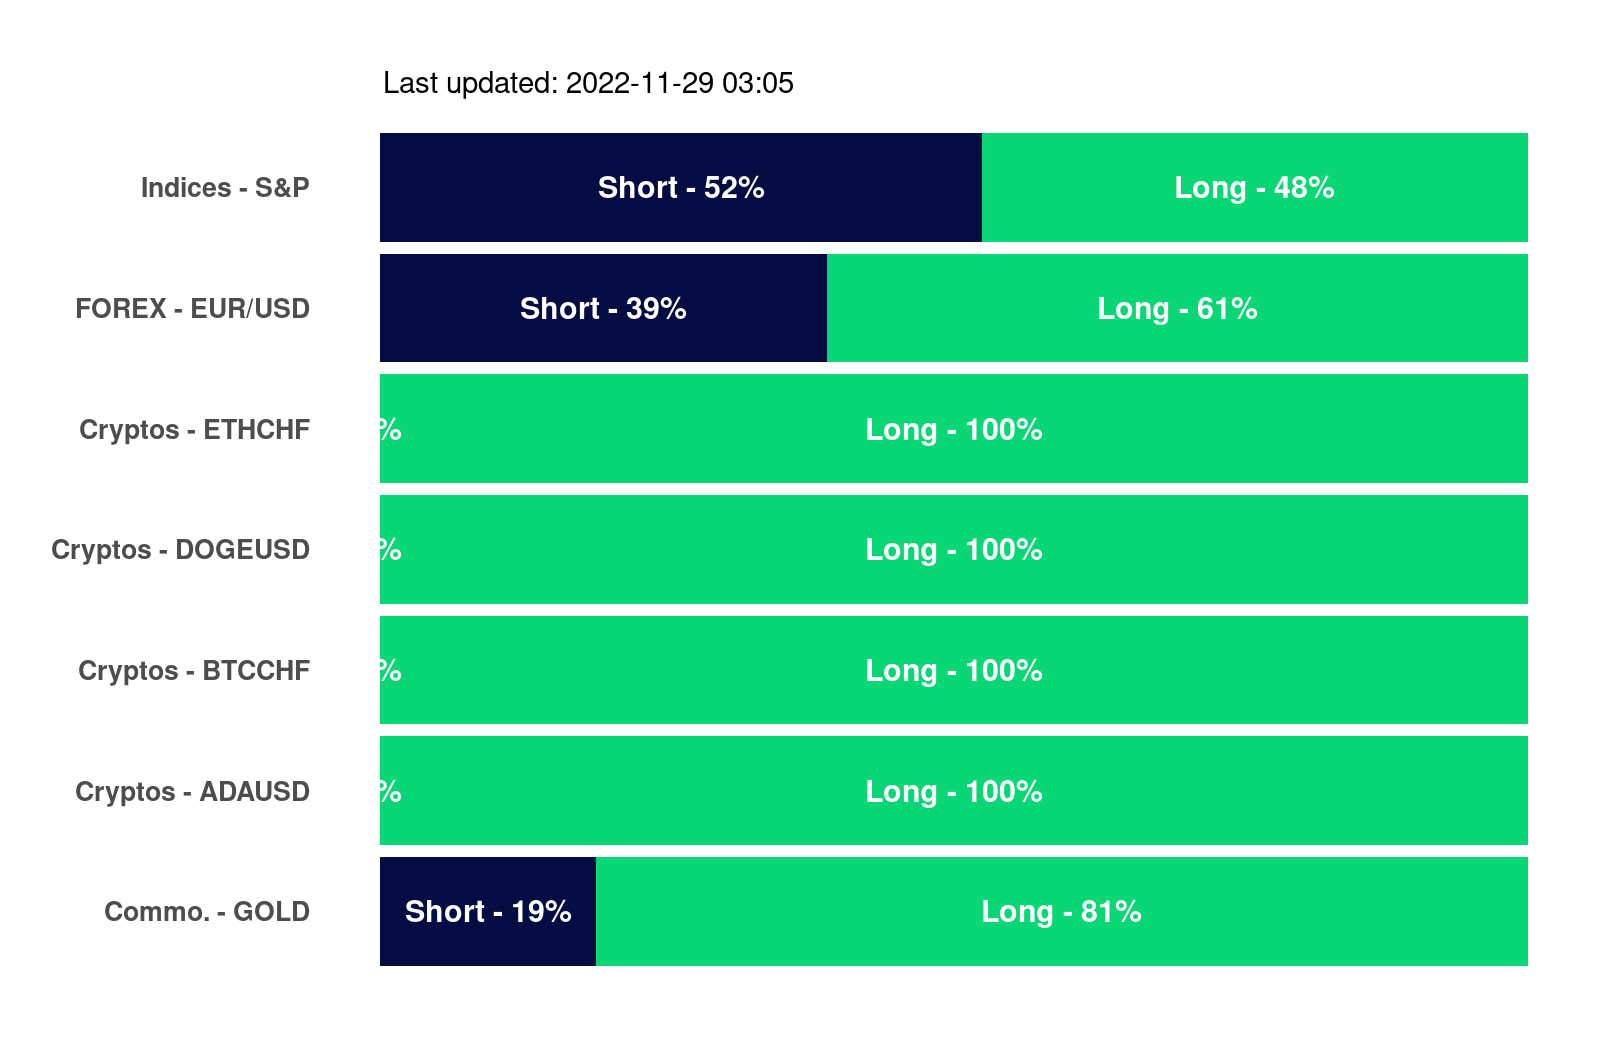 Last updated: 2022-11-29 03:05
Indices - S&P Short - 52% Long - 48%
FOREX - EUR/USD Short - 39% Long - 61%
Cryptos - ETHCHF % Long - 100%
Cryptos - DOGEUSD % Long - 100%
Cryptos - BTCCHF % Long - 100%
Cryptos - ADAUSD % Long - 100%
Commo. - GOLD Short - 19% Long - 81%